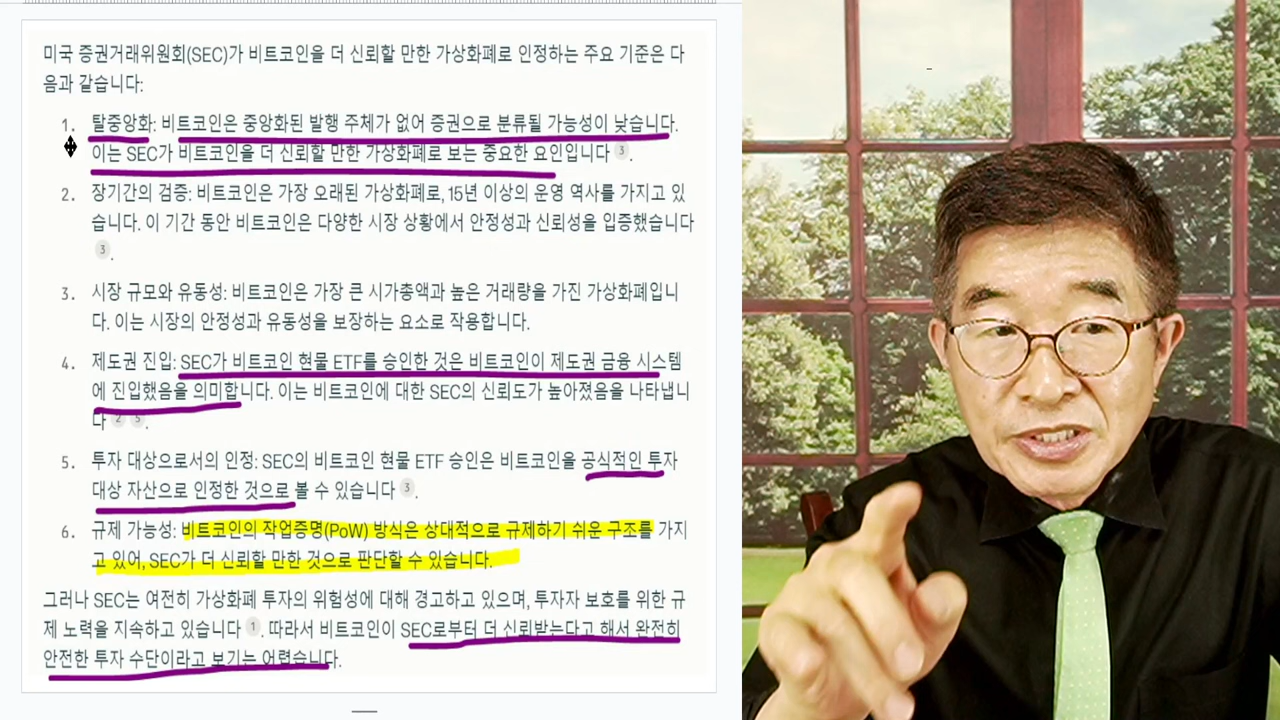 미국 증권거래위원회(SEC)가 비트코인을 더 신뢰할 만한 가상화폐로 인정하는 주요 기준은 다
음과 같습니다:
1. 탈중앙화: 비트코인은 중앙화된 발행 주체가 없어 증권으로 분류될 가능성이 낮습니다.
이는 SEC가 비트코인을 더 신뢰할 만한 가상화폐로 보는 중요한 요인입니다 3.
2. 장기간의 검증: 비트코인은 가장 오래된 가상화폐로, 15년 이상의 운영 역사를 가지고 있
습니다. 이 기간 동안 비트코인은 다양한 시장 상황에서 안정성과 신뢰성을 입증했습니다
3.
3. 시장 규모와 유동성: 비트코인은 가장 큰 시가총액과 높은 거래량을 가진 가상화폐입니
다. 이는 시장의 안정성과 유동성을 보장하는 요소로 작용합니다.
4. 제도권 진입: SEC가 비트코인 현물 ETF를 승인한 것은 비트코인이 제도권 금융 시스템
에 진입했음을 의미합니다. 이는 비트코인에 대한 SEC의 신뢰도가 높아졌음을 나타냅니
다 2 5.
5. 투자 대상으로서의 인정: SEC의 비트코인 현물 ETF 승인은 비트코인을 공식적인 투자
대상 자산으로 인정한 것으로 볼 수 있습니다 3.
6. 규제 가능성: 비트코인의 작업증명(PoW) 방식은 상대적으로 규제하기 쉬운 구조를 가지
고 있어, SEC가 더 신뢰할 만한 것으로 판단할 수 있습니다.
그러나 SEC는 여전히 가상화폐 투자의 위험성에 대해 경고하고 있으며, 투자자 보호를 위한 규
제 노력을 지속하고 있습니다 1. 따라서 비트코인이 SEC로부터 더 신뢰받는다고 해서 완전히
안전한 투자 수단이라고 보기는 어렵습니다.